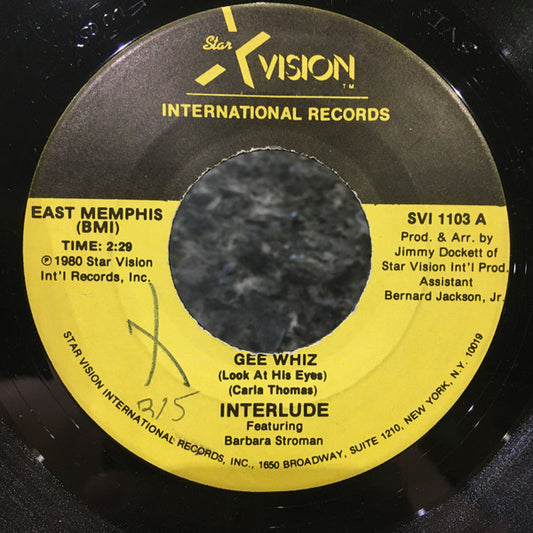 Star
VISION
TM
INTERNATIONAL RECORDS
EAST MEMPHIS
(BMI)
TIME: 2:29
℗1980 Star Vision
Int'l Records, Inc.
SVI 1103 A
Prod. & Arr. by
Jimmy Dockett of
Star Vision Int'l Prod.
Assistant
Bernard Jackson, Jr.
GEE WHIZ
(Look At His Eyes)
(Carla Thomas)
INTERLUDE
Featuring
Barbara Stroman
X
STAR VISION INTERNATIONAL RECORDS, INC., 1650 BROADWAY, SUITE 1210, NEW YORK, N.Y. 10019